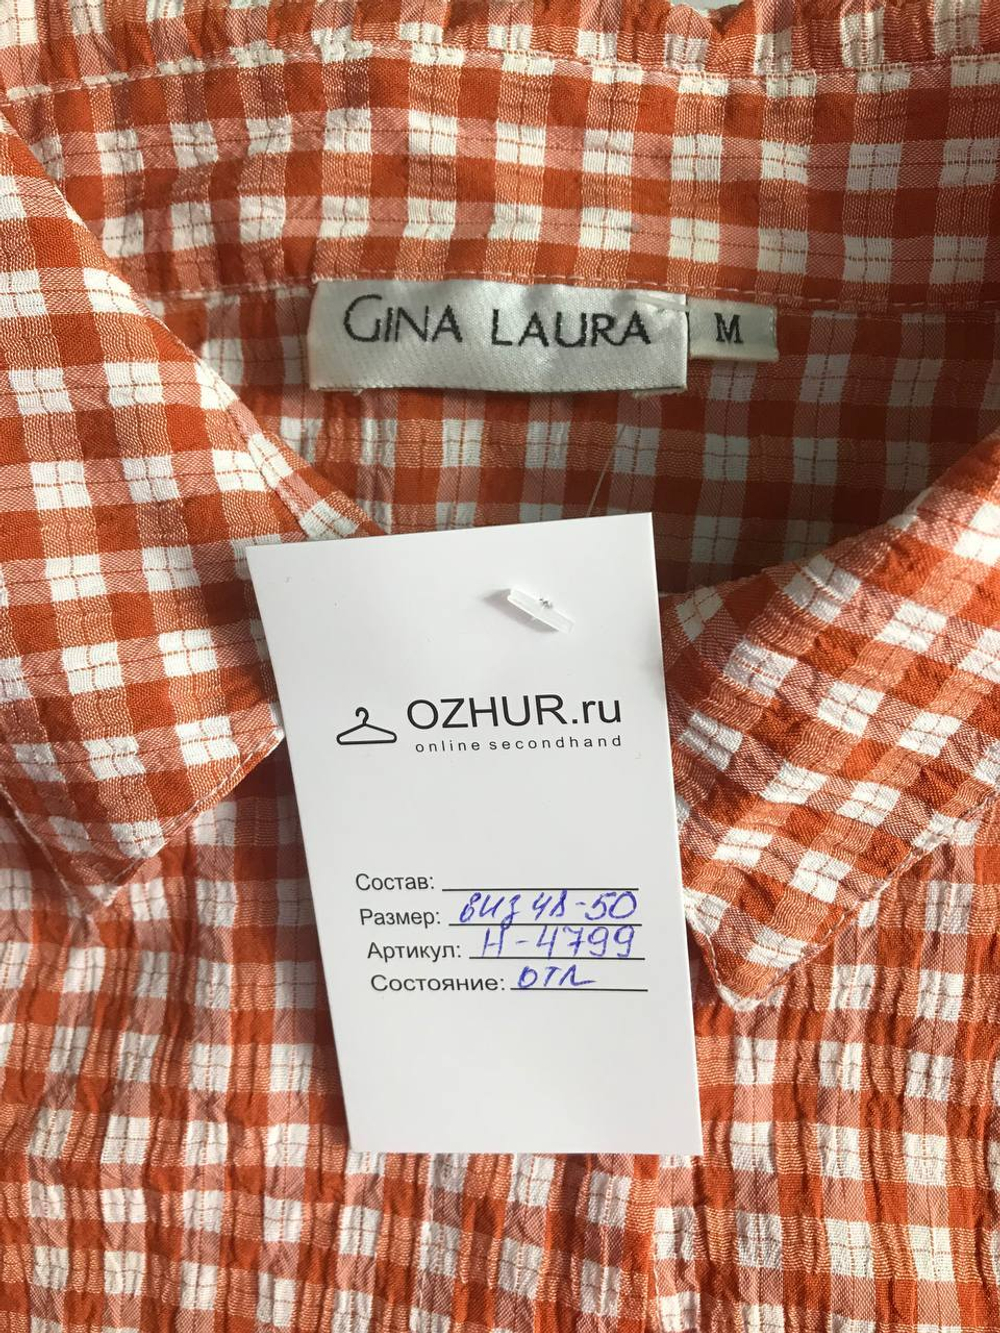 GINA LAURA
M
OZHUR.ru
online secondhand
Состав:
Размер: виз 48-50
Артикул: Н-4799
Состояние: отл